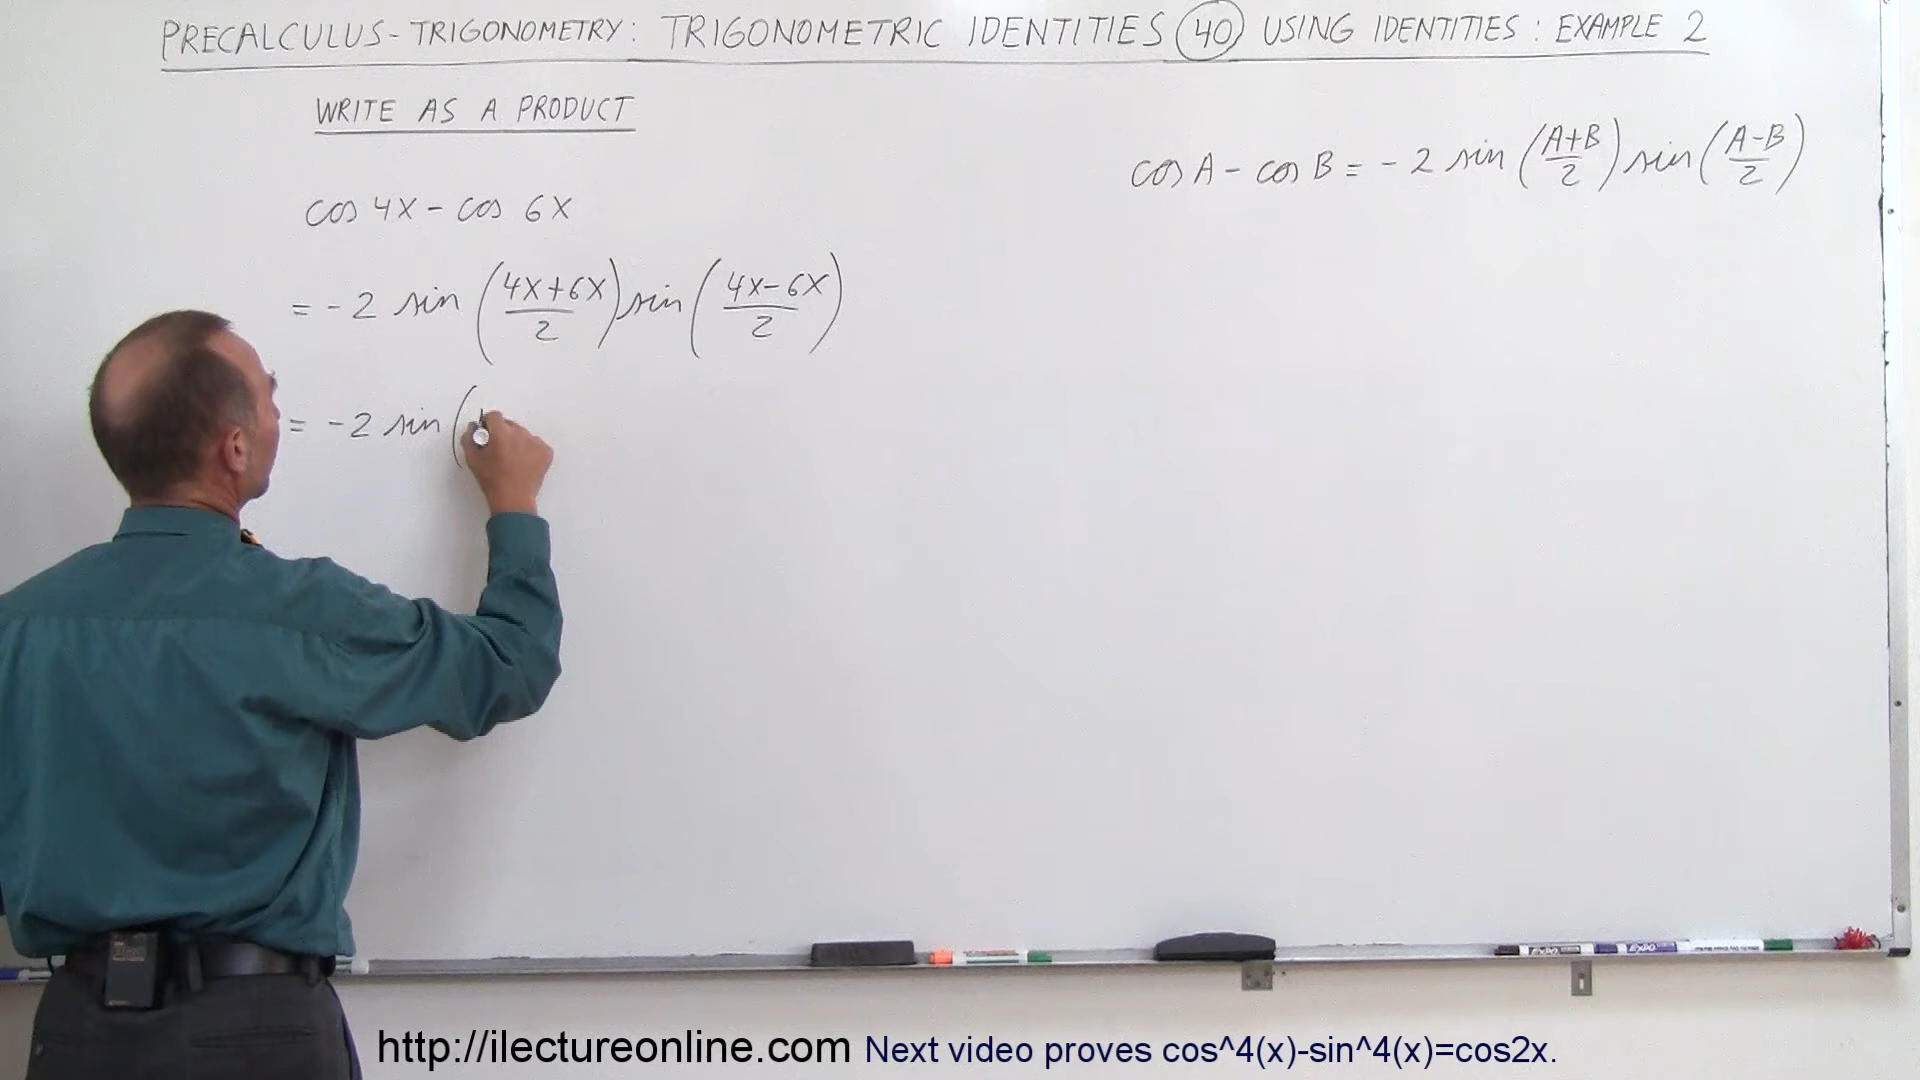 PRECALCULUS - TRIGONOMETRY: TRIGONOMETRIC IDENTITIES 40 USING IDENTITIES: EXAMPLE 2
WRITE AS A PRODUCT
cos A - cos B = -2 sin (A+B/2) sin (A-B/2)
cos 4X - cos 6X
= -2 sin (4X+6X/2) sin (4X-6X/2)
= -2 sin (
http://ilectureonline.com Next video proves cos^4(x)-sin^4(x)=cos2x.